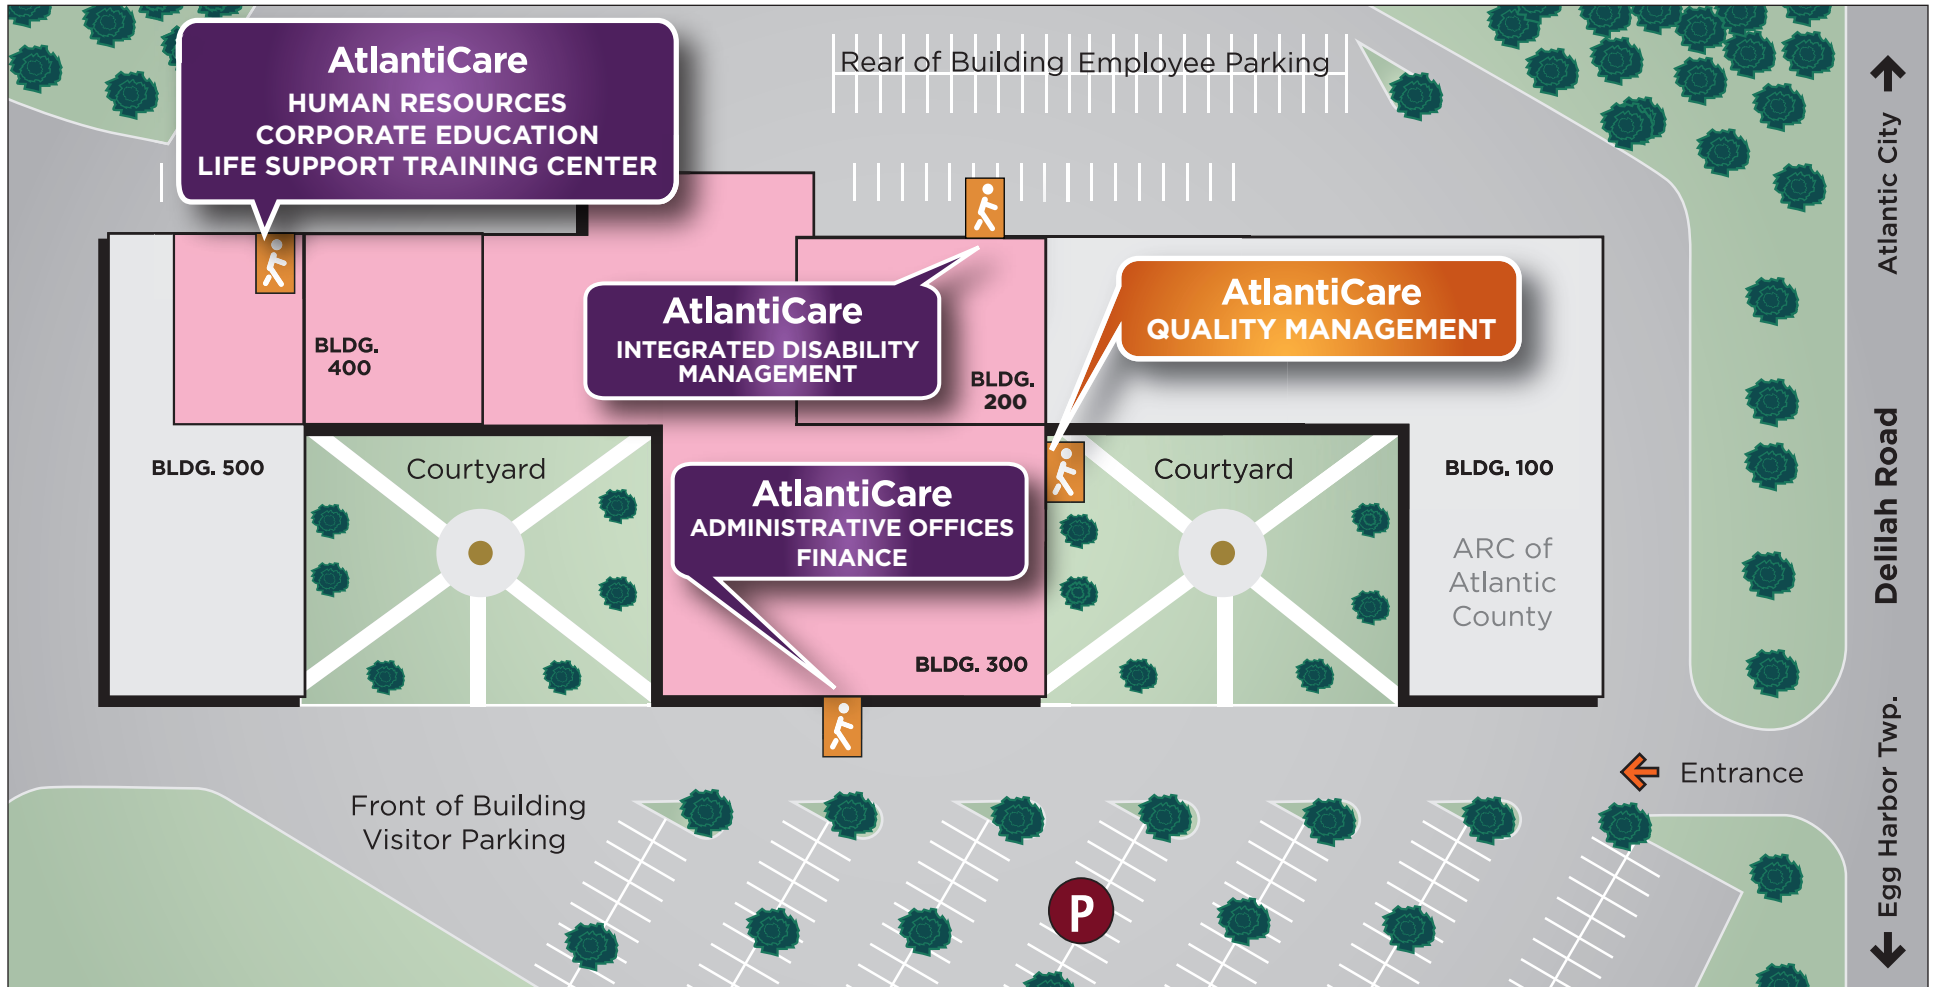 AtlantiCare
HUMAN RESOURCES
CORPORATE EDUCATION
LIFE SUPPORT TRAINING CENTER
Rear of Building Employee Parking
Atlantic City
AtlantiCare
INTEGRATED DISABILITY
MANAGEMENT
AtlantiCare
QUALITY MANAGEMENT
BLDG.
400
BLDG.
200
BLDG. 500
Courtyard
AtlantiCare
ADMINISTRATIVE OFFICES
FINANCE
Courtyard
BLDG. 100
ARC of
Atlantic
County
Delilah Road
BLDG. 300
Entrance
Egg Harbor Twp.
Front of Building
Visitor Parking
P